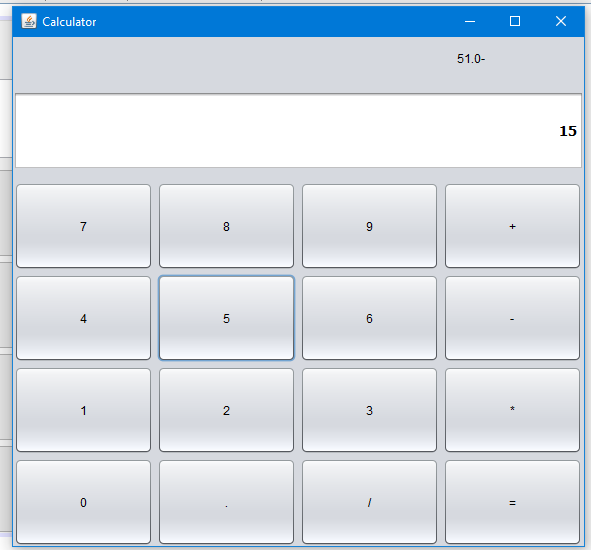 Calculator
51.0-
15
7 8 9 +
4 5 6 -
1 2 3 *
0 . / =